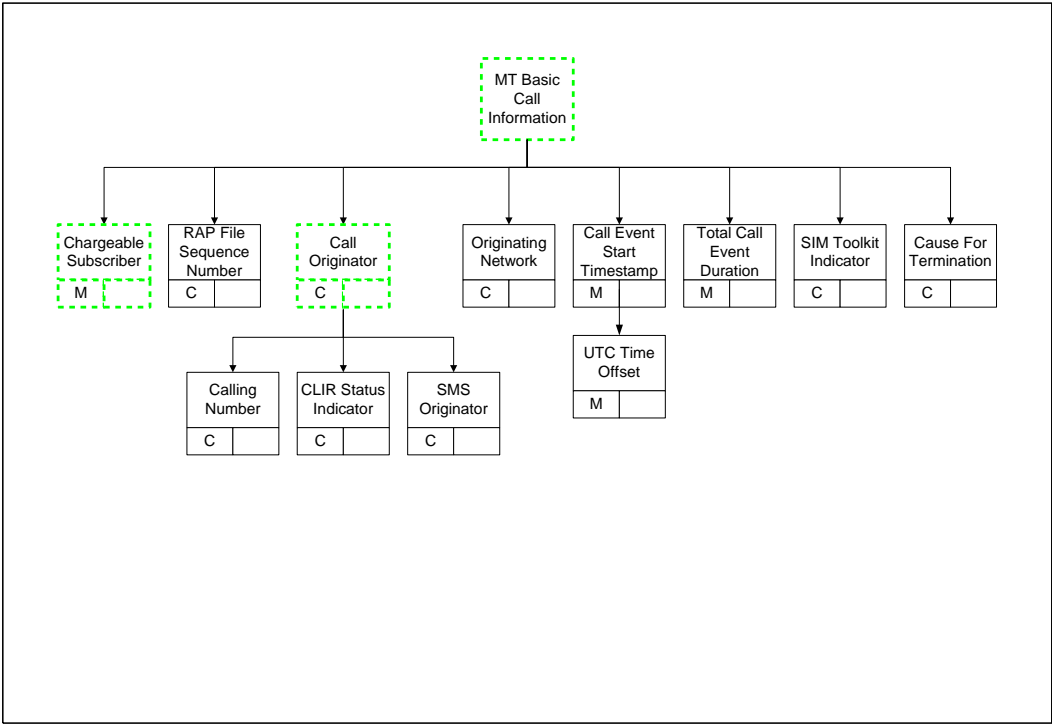 MT Basic
Call
Information
Chargeable
Subscriber
M
RAP File
Sequence
Number
C
Call
Originator
C
Originating
Network
C
Call Event
Start
Timestamp
M
Total Call
Event
Duration
M
SIM Toolkit
Indicator
C
Cause For
Termination
C
Calling
Number
C
CLIR Status
Indicator
C
SMS
Originator
C
UTC Time
Offset
M